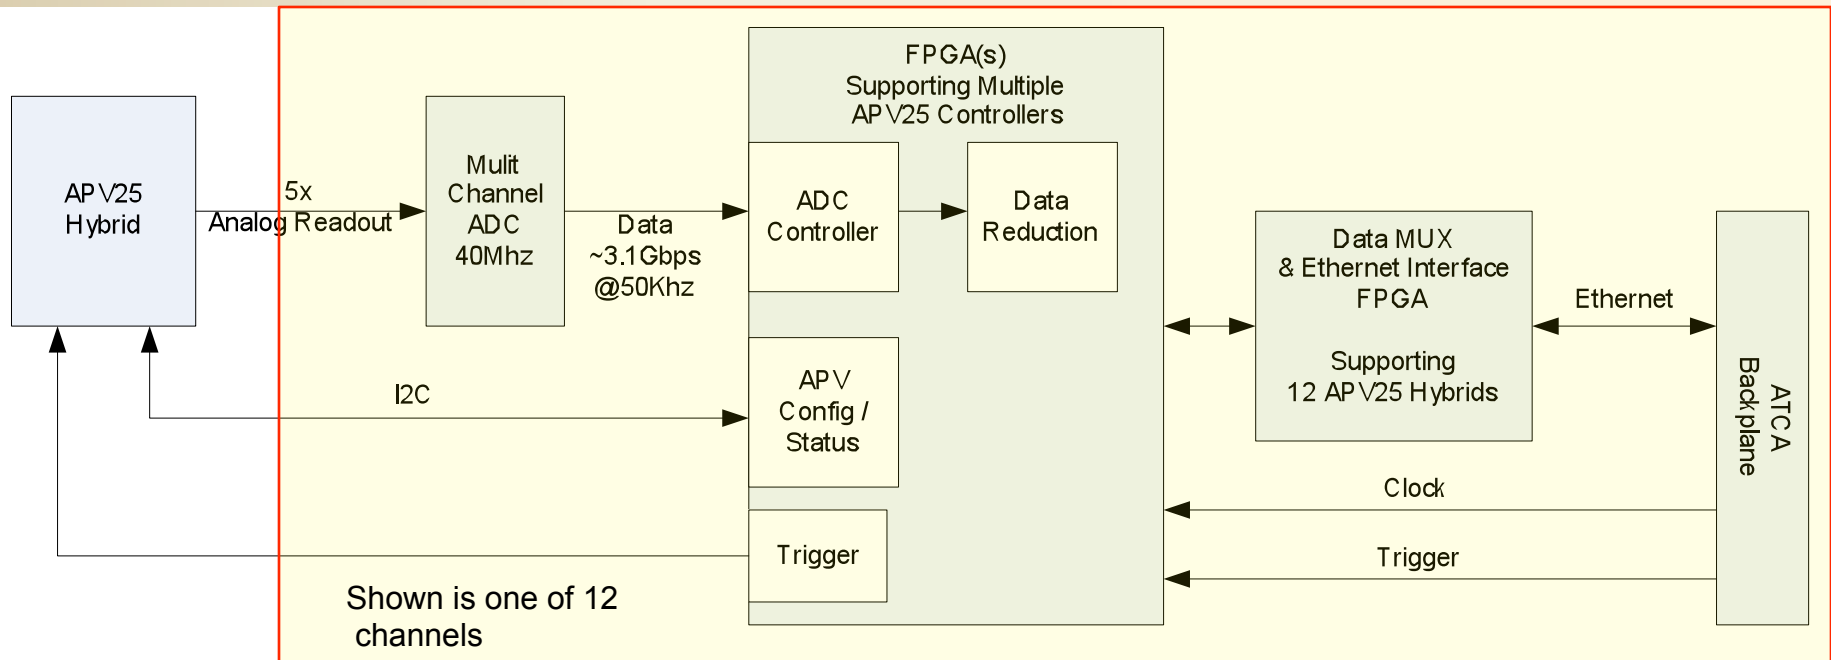 APV25
Hybrid
5x
Analog Readout
Mulit
Channel
ADC
40Mhz
Data
~3.1Gbps
@50Khz
FPGA(s)
Supporting Multiple
APV25 Controllers
ADC
Controller
Data
Reduction
I2C
APV
Config /
Status
Trigger
Data MUX
& Ethernet Interface
FPGA
Supporting
12 APV25 Hybrids
Ethernet
Clock
Trigger
ATCA
Backplane
Shown is one of 12
channels